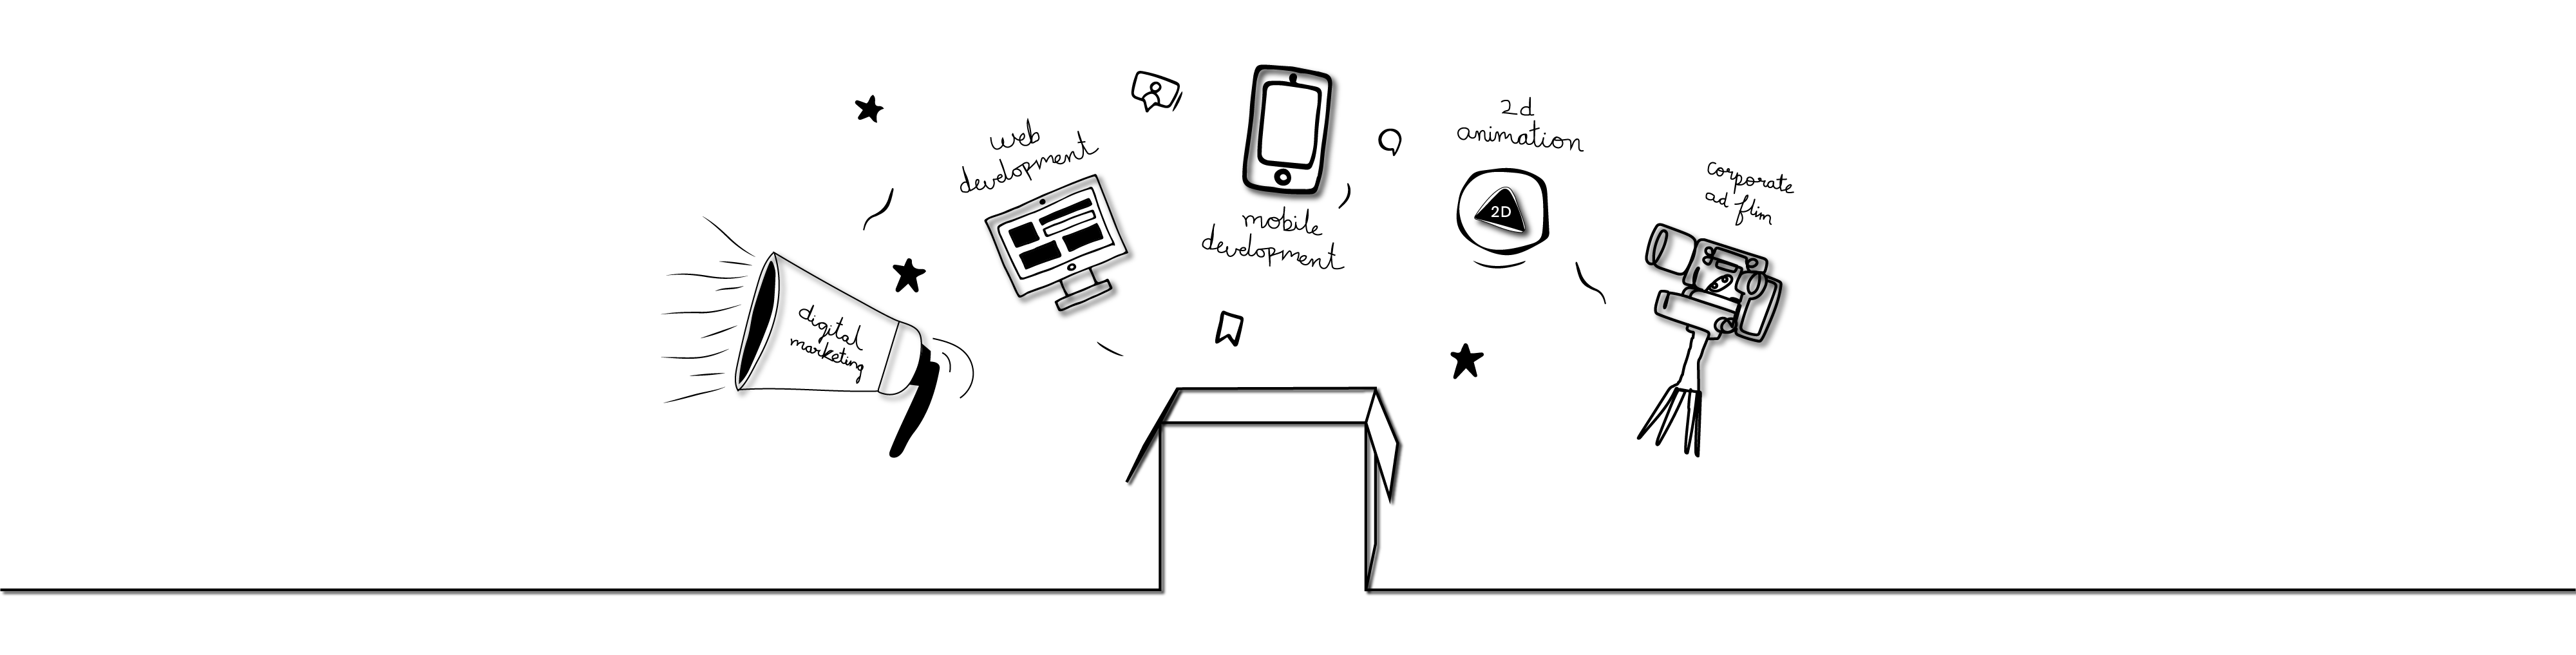 digital
marketing
web
development
mobile
development
2d
animation
2D
corporate
ad flim